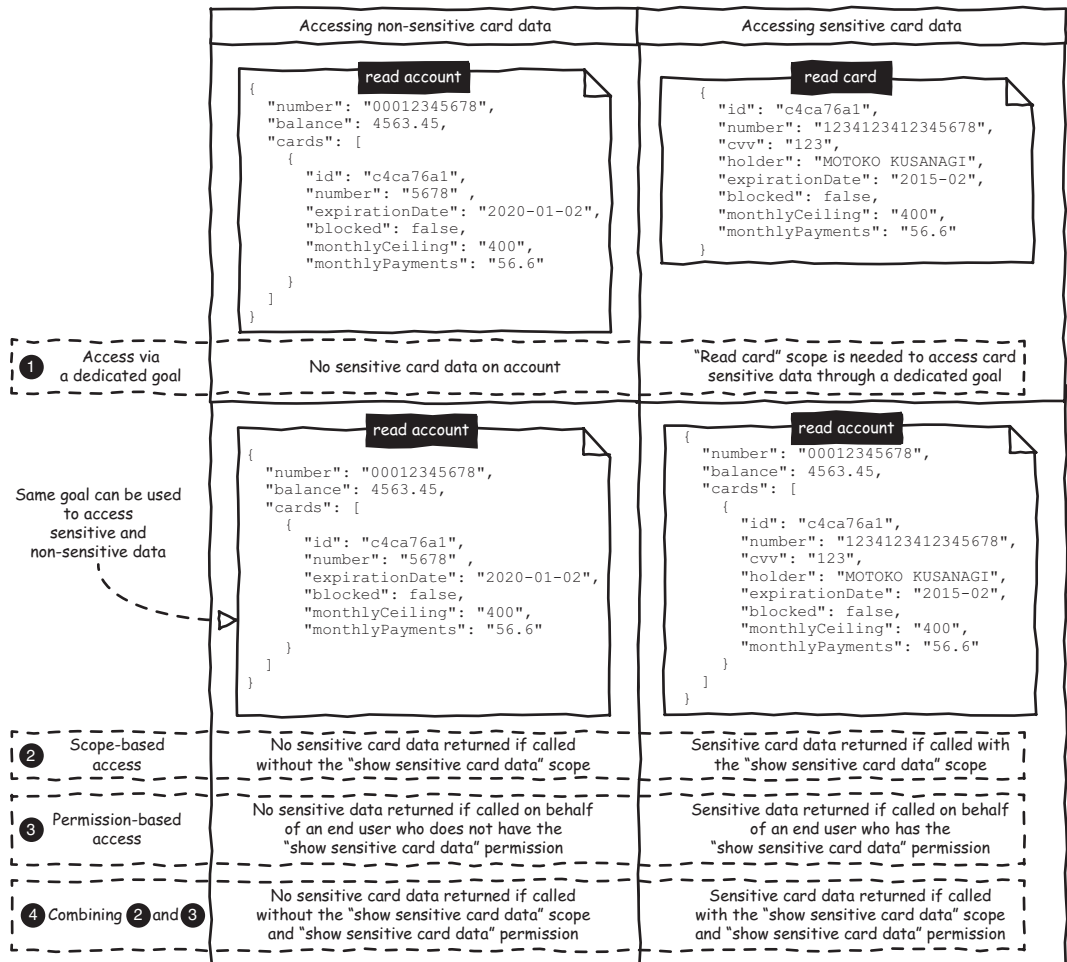 Accessing non-sensitive card data
Accessing sensitive card data
read account
{
"number": "00012345678",
"balance": 4563.45,
"cards": [
{
"id": "c4ca76a1",
"number": "5678" ,
"expirationDate": "2020-01-02",
"blocked": false,
"monthlyCeiling": "400",
"monthlyPayments": "56.6"
}
]
}
read card
{
"id": "c4ca76a1",
"number": "1234123412345678",
"cvv": "123",
"holder": "MOTOKO KUSANAGI",
"expirationDate": "2015-02",
"blocked": false,
"monthlyCeiling": "400",
"monthlyPayments": "56.6"
}
1
Access via
a dedicated goal
No sensitive card data on account
"Read card" scope is needed to access card
sensitive data through a dedicated goal
Same goal can be used
to access
sensitive and
non-sensitive data
read account
{
"number": "00012345678",
"balance": 4563.45,
"cards": [
{
"id": "c4ca76a1",
"number": "5678" ,
"expirationDate": "2020-01-02",
"blocked": false,
"monthlyCeiling": "400",
"monthlyPayments": "56.6"
}
]
}
read account
{
"number": "00012345678",
"balance": 4563.45,
"cards": [
{
"id": "c4ca76a1",
"number": "1234123412345678",
"cvv": "123",
"holder": "MOTOKO KUSANAGI",
"expirationDate": "2015-02",
"blocked": false,
"monthlyCeiling": "400",
"monthlyPayments": "56.6"
}
]
}
2
Scope-based
access
No sensitive card data returned if called
without the "show sensitive card data" scope
Sensitive card data returned if called with
the "show sensitive card data" scope
3
Permission-based
access
No sensitive data returned if called on behalf
of an end user who does not have the
"show sensitive card data" permission
Sensitive data returned if called on behalf
of an end user who has the
"show sensitive card data" permission
4 Combining 2 and 3
No sensitive card data returned if called
without the "show sensitive card data" scope
and "show sensitive card data" permission
Sensitive card data returned if called
with the "show sensitive card data" scope
and "show sensitive card data" permission